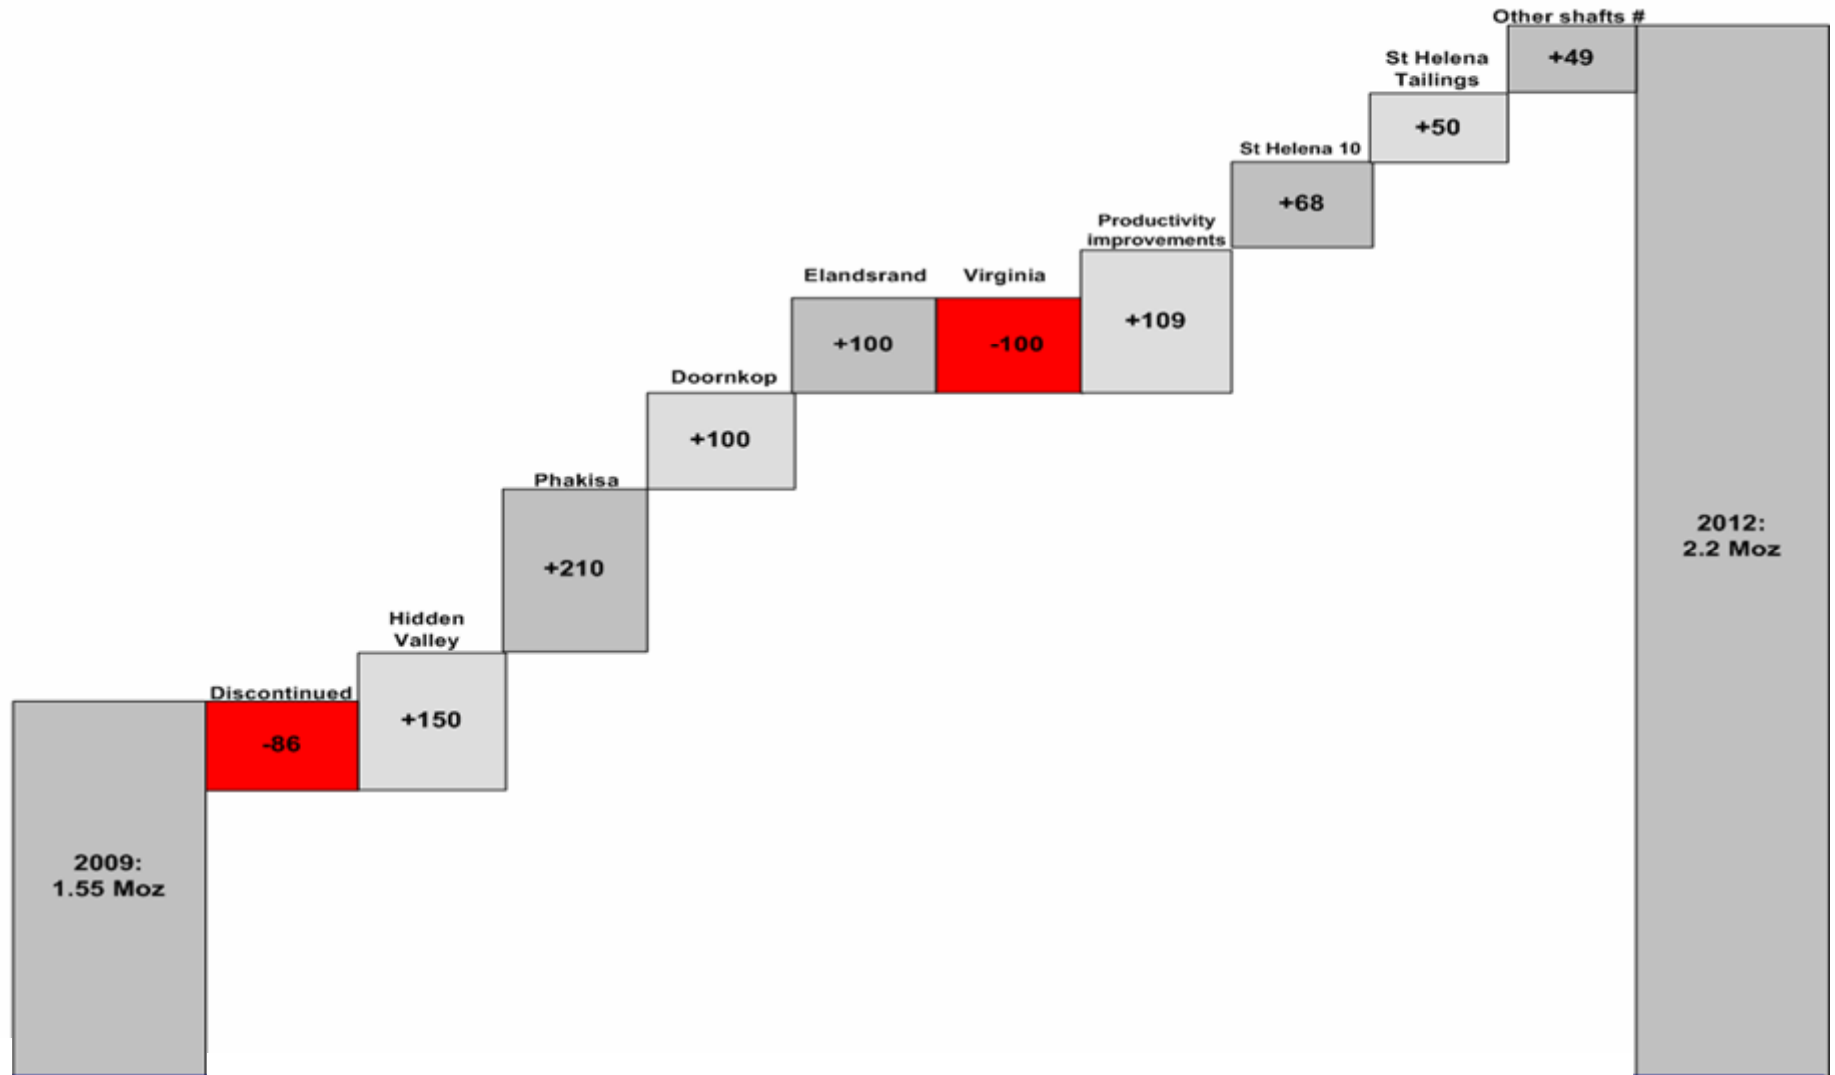 2009:
1.55 Moz
Discontinued
-86
Hidden
Valley
+150
Phakisa
+210
Doornkop
+100
Elandsrand
+100
Virginia
-100
Productivity
improvements
+109
St Helena 10
+68
St Helena
Tailings
+50
Other shafts #
+49
2012:
2.2 Moz